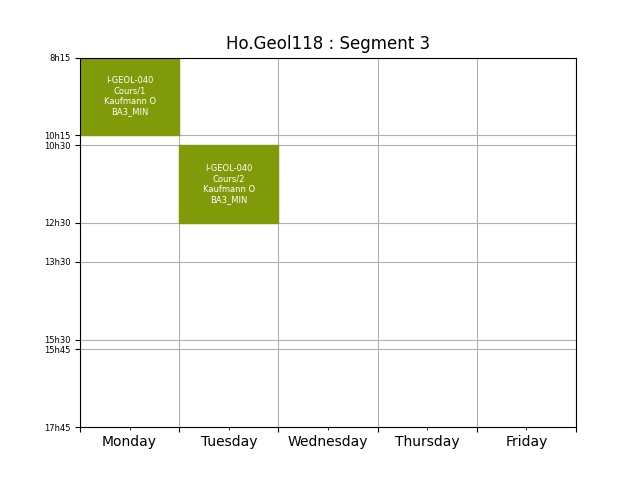 Ho.Geol118 : Segment 3
8h15
I-GEOL-040
Cours/1
Kaufmann O
BA3_MIN
10h15
10h30
I-GEOL-040
Cours/2
Kaufmann O
BA3_MIN
12h30
13h30
15h30
15h45
17h45
Monday Tuesday Wednesday Thursday Friday